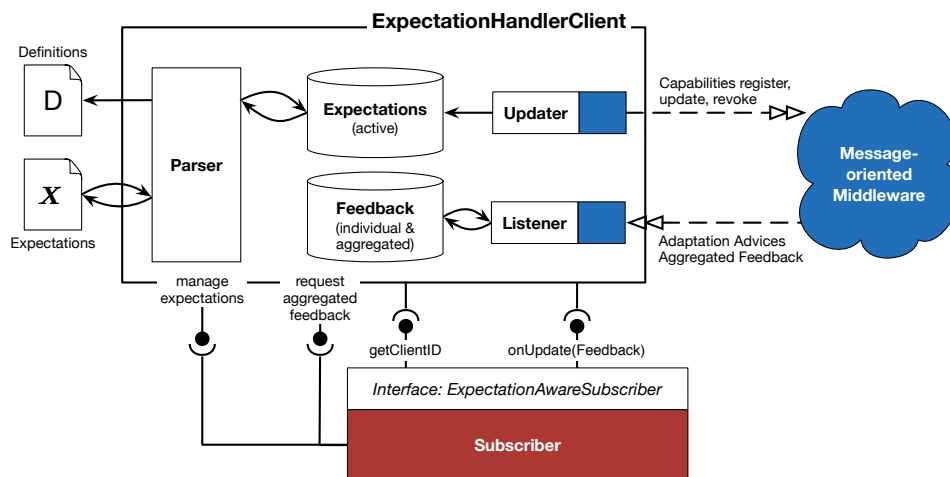 ExpectationHandlerClient
Definitions
D
Parser
Expectations
(active)
Updater
Capabilities register,
update, revoke
Message-
oriented
Middleware
X
Expectations
Feedback
(individual &
aggregated)
Listener
Adaptation Advices
Aggregated Feedback
manage
expectations
request
aggregated
feedback
getClientID
onUpdate(Feedback)
Interface: ExpectationAwareSubscriber
Subscriber